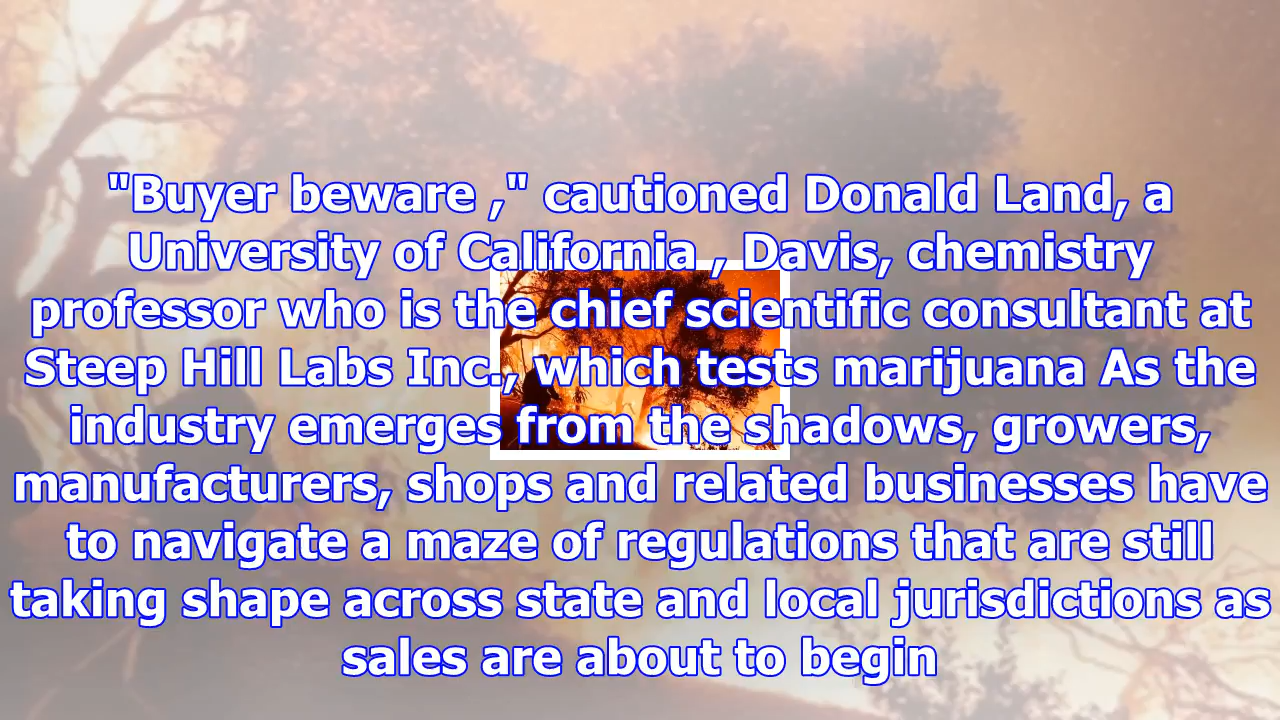 "Buyer beware ," cautioned Donald Land, a
University of California , Davis, chemistry
professor who is the chief scientific consultant at
Steep Hill Labs Inc., which tests marijuana As the
industry emerges from the shadows, growers,
manufacturers, shops and related businesses have
to navigate a maze of regulations that are still
taking shape across state and local jurisdictions as
sales are about to begin